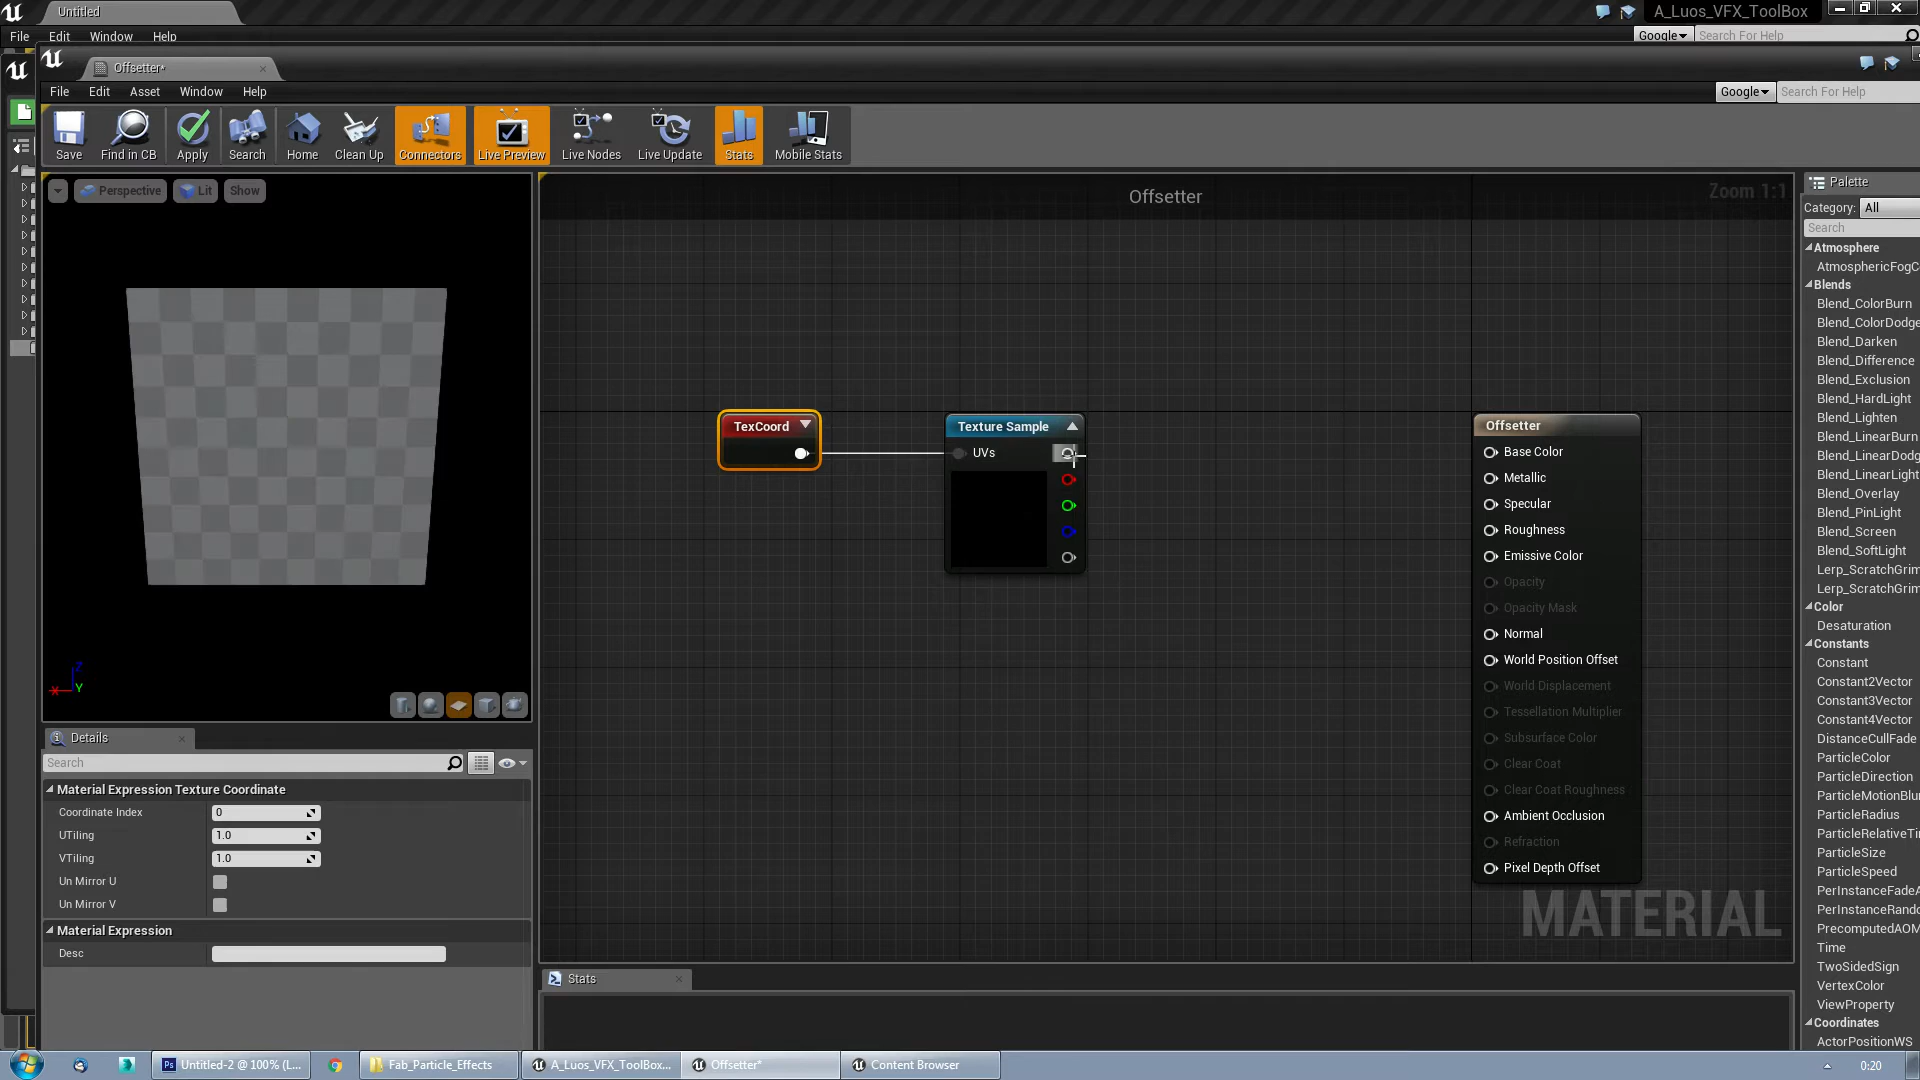 Untitled
A_Luos_VFX_ToolBox
File Edit Window Help
Google
Search For Help
Offsetter*
File Edit Asset Window Help
Google
Search For Help
Save
Find in CB
Apply
Search
Home
Clean Up
Connectors
Live Preview
Live Nodes
Live Update
Stats
Mobile Stats
Perspective
Lit
Show
Z
X
Y
Offsetter
Zoom 1:1
TexCoord
Texture Sample
UVs
Offsetter
Base Color
Metallic
Specular
Roughness
Emissive Color
Opacity
Opacity Mask
Normal
World Position Offset
World Displacement
Tessellation Multiplier
Subsurface Color
Clear Coat
Clear Coat Roughness
Ambient Occlusion
Refraction
Pixel Depth Offset
MATERIAL
Details
Search
Material Expression Texture Coordinate
Coordinate Index 0
UTiling 1.0
VTiling 1.0
Un Mirror U
Un Mirror V
Material Expression
Desc
Stats
Palette
Category: All
Search
Atmosphere
AtmosphericFogC
Blends
Blend_ColorBurn
Blend_ColorDodge
Blend_Darken
Blend_Difference
Blend_Exclusion
Blend_HardLight
Blend_Lighten
Blend_LinearBurn
Blend_LinearDodg
Blend_LinearLight
Blend_Overlay
Blend_PinLight
Blend_Screen
Blend_SoftLight
Lerp_ScratchGrim
Lerp_ScratchGrim
Color
Desaturation
Constants
Constant
Constant2Vector
Constant3Vector
Constant4Vector
DistanceCullFade
ParticleColor
ParticleDirection
ParticleMotionBlu
ParticleRadius
ParticleRelativeTi
ParticleSize
ParticleSpeed
PerInstanceFadeA
PerInstanceRand
PrecomputedAOM
Time
TwoSidedSign
VertexColor
ViewProperty
Coordinates
ActorPositionWS
Untitled-2 @ 100% (L...
Fab_Particle_Effects
A_Luos_VFX_ToolBox...
Offsetter*
Content Browser
0:20